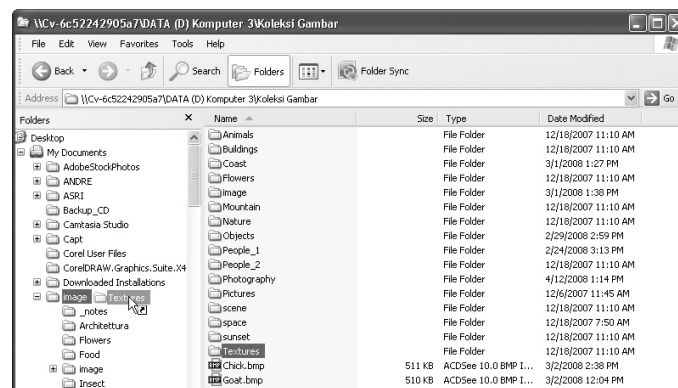 \\Cv-6c52242905a7\DATA (D) Komputer 3\Koleksi Gambar
File Edit View Favorites Tools Help
Back Search Folders Folder Sync
Address \\Cv-6c52242905a7\DATA (D) Komputer 3\Koleksi Gambar Go
Folders x Name Size Type Date Modified
Desktop Animals File Folder 12/18/2007 11:10 AM
My Documents Buildings File Folder 12/18/2007 11:10 AM
AdobeStockPhotos Coast File Folder 3/1/2008 1:27 PM
ANDRE Flowers File Folder 12/18/2007 11:10 AM
ASRI image File Folder 3/1/2008 1:38 PM
Backup_CD Mountain File Folder 12/18/2007 11:10 AM
Camtasia Studio Nature File Folder 12/18/2007 11:10 AM
Capt Objects File Folder 2/29/2008 2:59 PM
Corel User Files People_1 File Folder 2/24/2008 3:13 PM
CorelDRAW.Graphics.Suite.X4 People_2 File Folder 12/18/2007 11:10 AM
Downloaded Installations Photography File Folder 4/12/2008 1:14 PM
image Textures Pictures File Folder 12/6/2007 11:45 AM
_notes scene File Folder 12/18/2007 11:10 AM
Architettura space File Folder 12/18/2007 7:50 AM
Flowers sunset File Folder 12/18/2007 11:10 AM
Food Textures File Folder 12/18/2007 11:10 AM
image Chick.bmp 511 KB ACDSee 10.0 BMP I... 3/2/2008 2:38 PM
Insect Goat.bmp 510 KB ACDSee 10.0 BMP I... 3/2/2008 12:04 PM